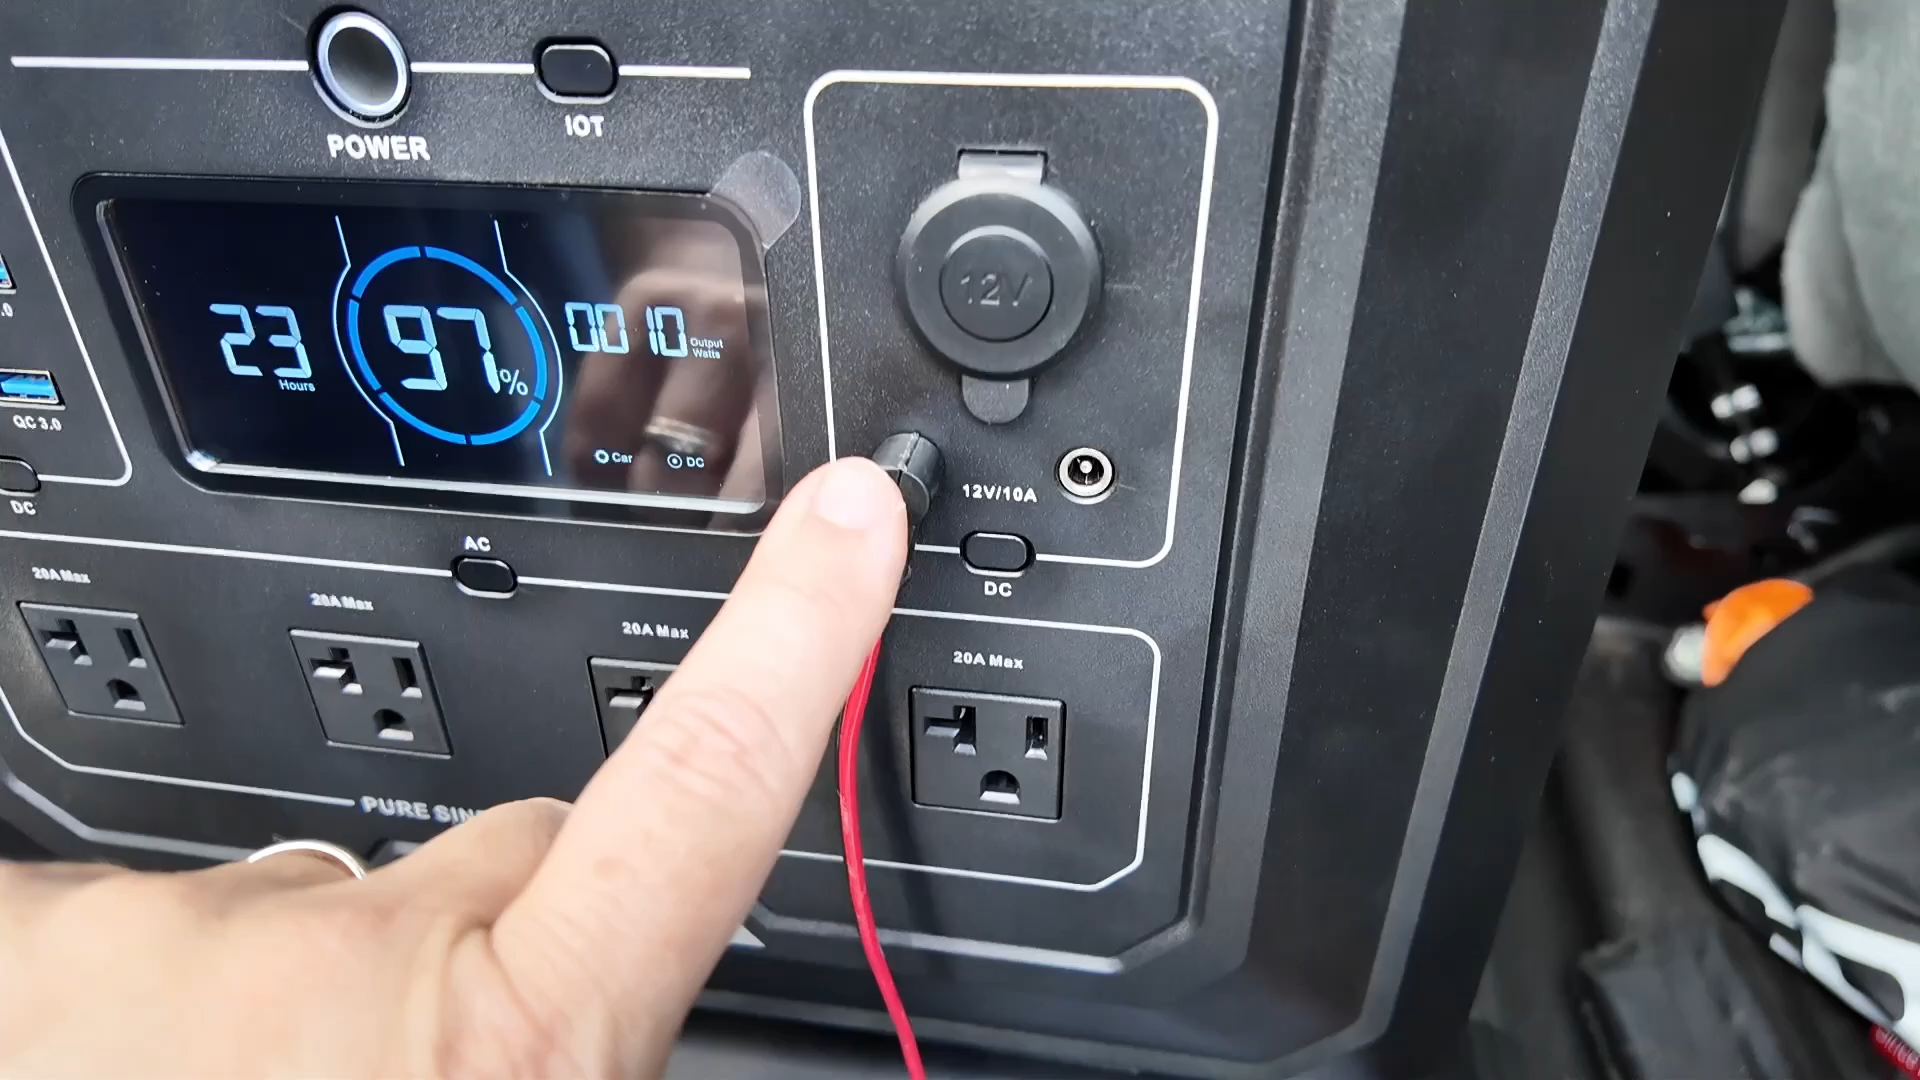 POWER
IOT
12V
23
Hours
97%
0010
Output
Watts
Car
DC
.0
QC 3.0
DC
12V/10A
DC
AC
20A Max
20A Max
20A Max
20A Max
PURE